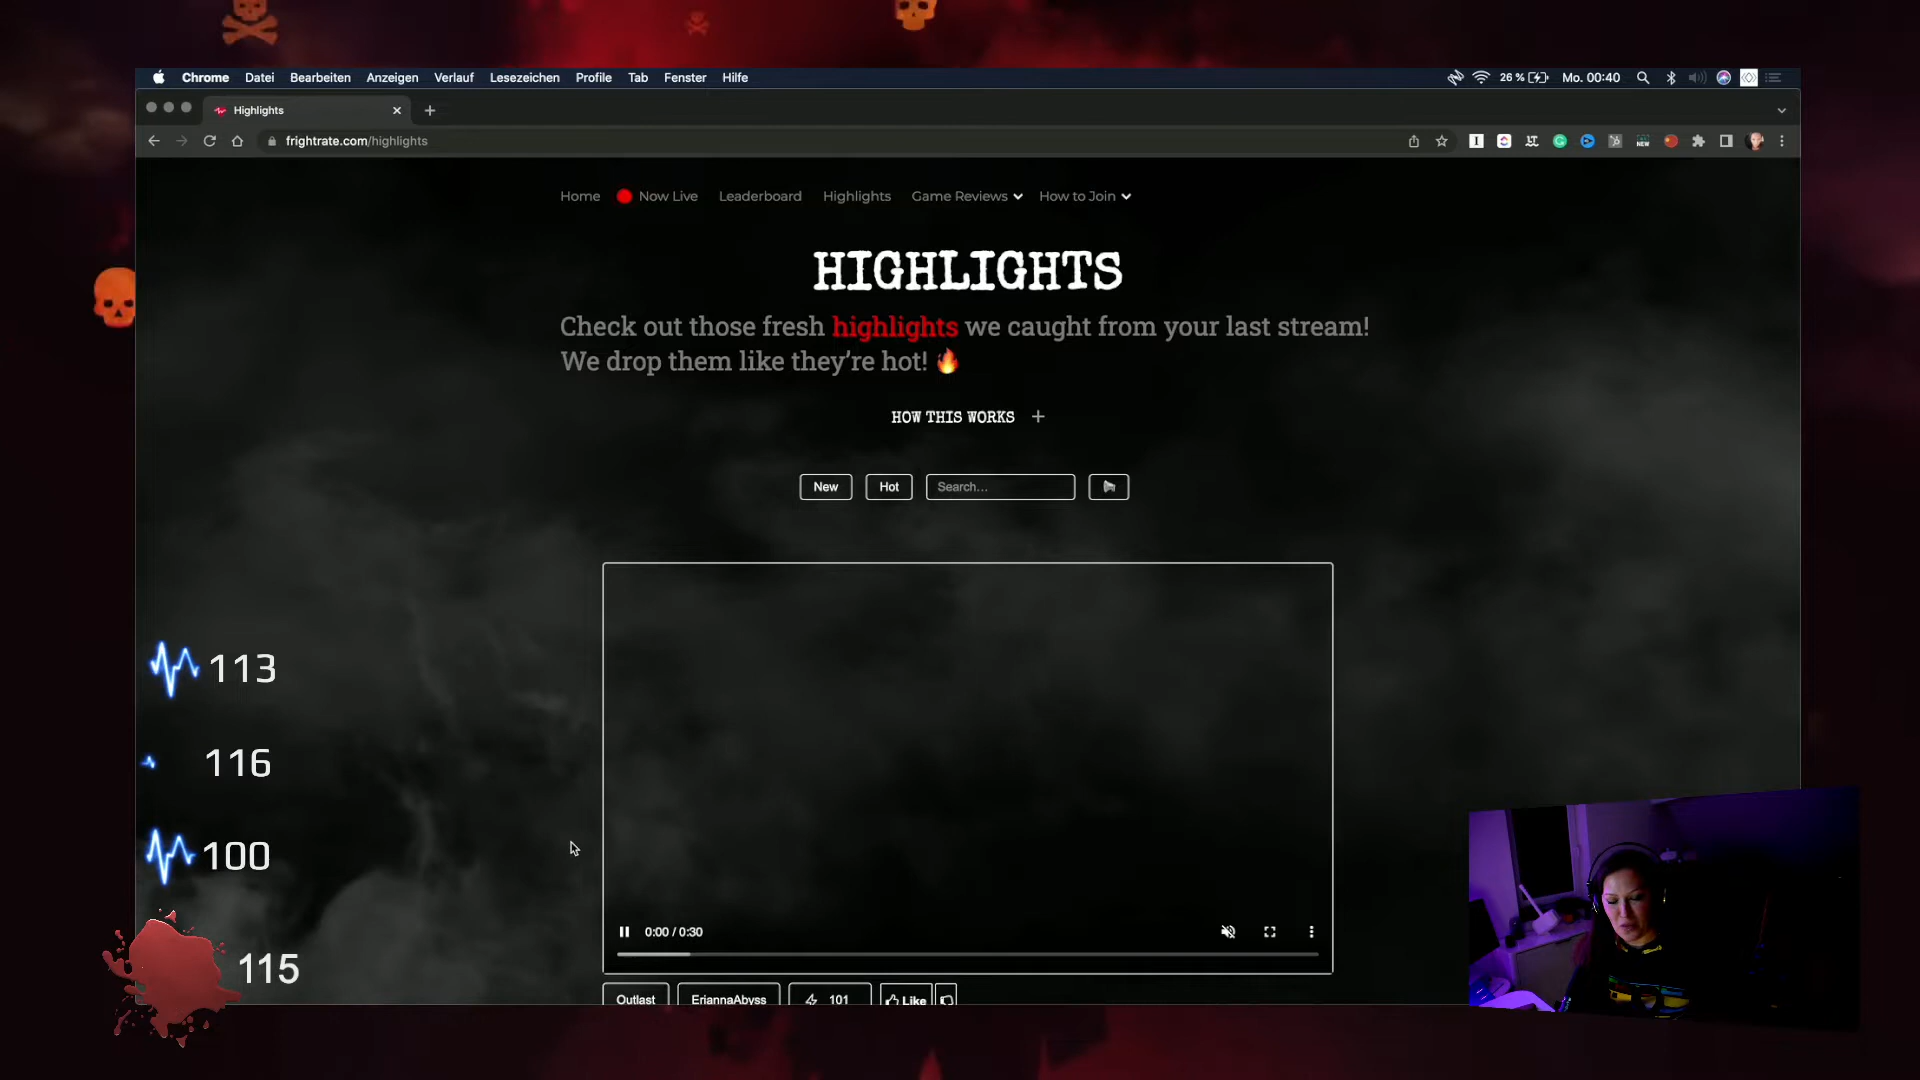 Chrome Datei Bearbeiten Anzeigen Verlauf Lesezeichen Profile Tab Fenster Hilfe
26 % Mo. 00:40
Highlights
frightrate.com/highlights
NEW
Home Now Live Leaderboard Highlights Game Reviews How to Join
HIGHLIGHTS
Check out those fresh highlights we caught from your last stream!
We drop them like they’re hot! 🔥
HOW THIS WORKS +
New Hot Search...
113
116
100
115
0:00 / 0:30
Outlast EriannaAbyss 101 Like